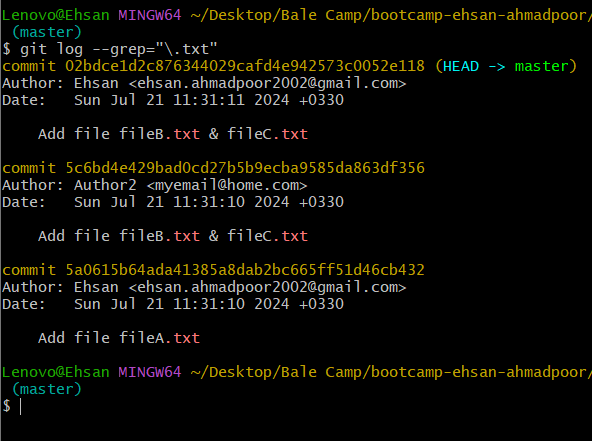 Lenovo@Ehsan MINGW64 ~/Desktop/Bale Camp/bootcamp-ehsan-ahmadpoor/
(master)
$ git log --grep="\.txt"
commit 02bdce1d2c876344029cafd4e942573c0052e118 (HEAD -> master)
Author: Ehsan <ehsan.ahmadpoor2002@gmail.com>
Date:   Sun Jul 21 11:31:11 2024 +0330
    Add file fileB.txt & fileC.txt
commit 5c6bd4e429bad0cd27b5b9ecba9585da863df356
Author: Author2 <myemail@home.com>
Date:   Sun Jul 21 11:31:10 2024 +0330
    Add file fileB.txt & fileC.txt
commit 5a0615b64ada41385a8dab2bc665ff51d46cb432
Author: Ehsan <ehsan.ahmadpoor2002@gmail.com>
Date:   Sun Jul 21 11:31:10 2024 +0330
    Add file fileA.txt
Lenovo@Ehsan MINGW64 ~/Desktop/Bale Camp/bootcamp-ehsan-ahmadpoor/
(master)
$